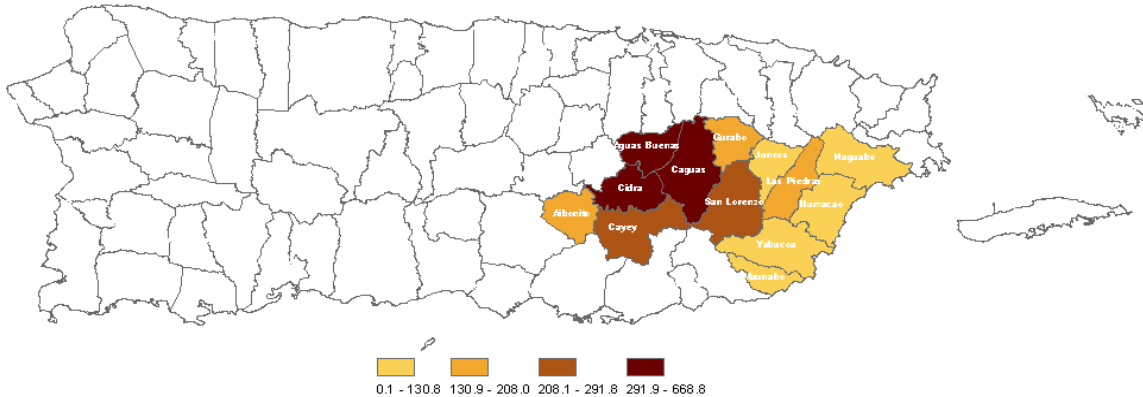 Gurabo
Aguas Buenas
Juncos
Naguabo
Caguas
Las Piedras
Cidra
San Lorenzo
Humacao
Aibonito
Cayey
Yabucoa
Maunabo
0.1 - 130.8
130.9 - 208.0
208.1 - 291.8
291.9 - 668.8